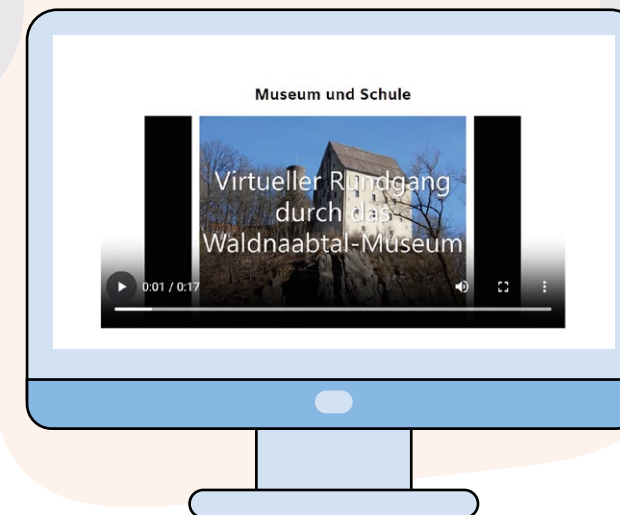 Museum und Schule
Virtueller Rundgang
durch das
Waldnaabtal-Museum
0:01 / 0:17